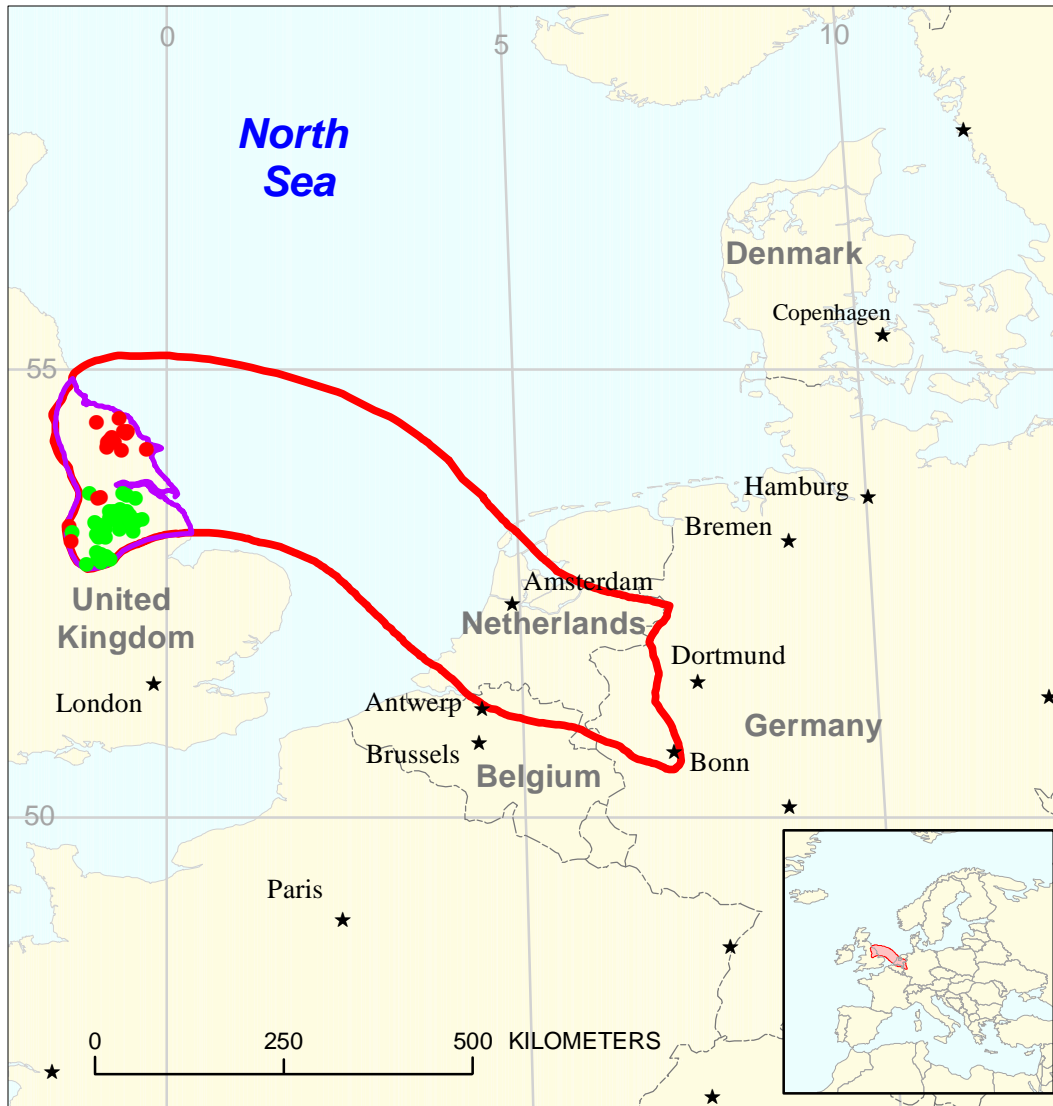 0
5
10
North
Sea
Denmark
Copenhagen
55
Hamburg
Bremen
Amsterdam
United
Kingdom
Netherlands
Dortmund
London
Antwerp
Germany
Brussels
Bonn
Belgium
50
Paris
0 250 500 KILOMETERS